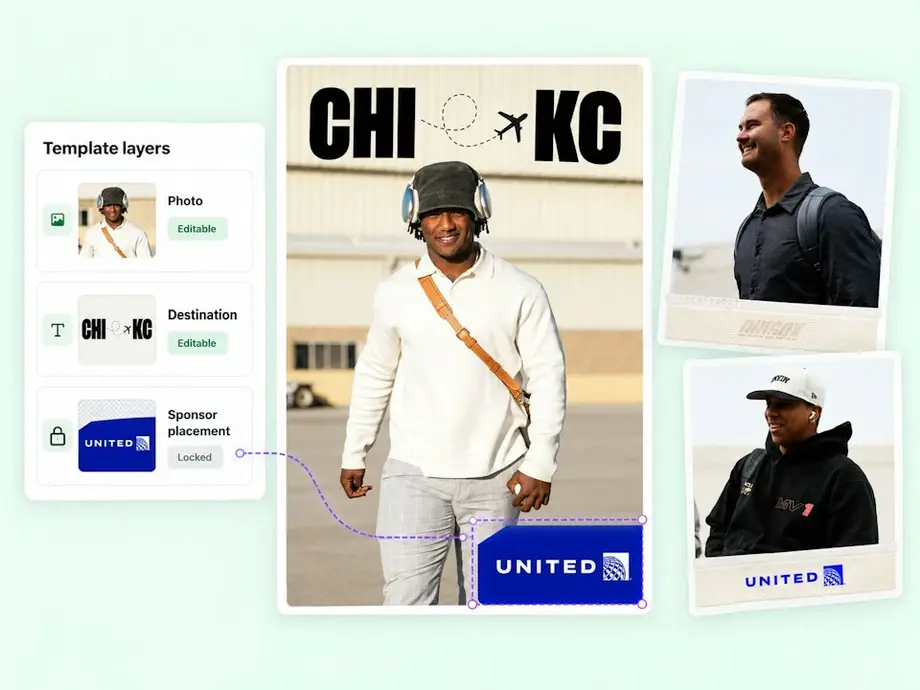 Template layers
Photo
Editable
CHI KC
Destination
Editable
UNITED
Sponsor
placement
Locked
CHI KC
UNITED
UNITED